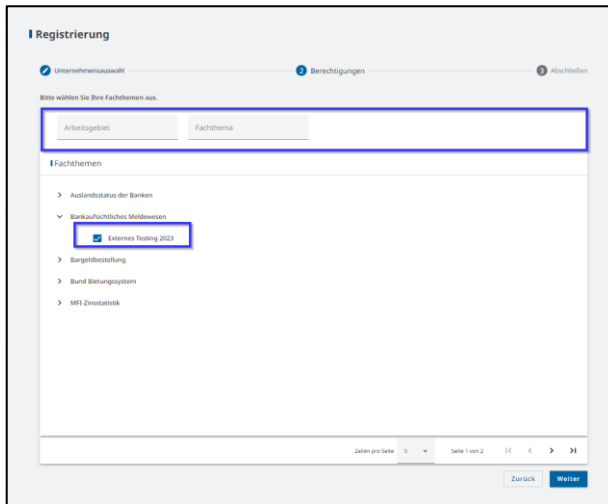 Registrierung
Unternehmensauswahl
2 Berechtigungen
3 Abschließen
Bitte wählen Sie Ihre Fachthemen aus.
Arbeitsgebiet Fachthema
Fachthemen
Auslandsstatus der Banken
Bankaufsichtliches Meldewesen
Externes Testing 2023
Bargeldbestellung
Bund Bietungssystem
MFI-Zinsstatistik
Zeilen pro Seite 5 Seite 1 von 2
Zurück Weiter